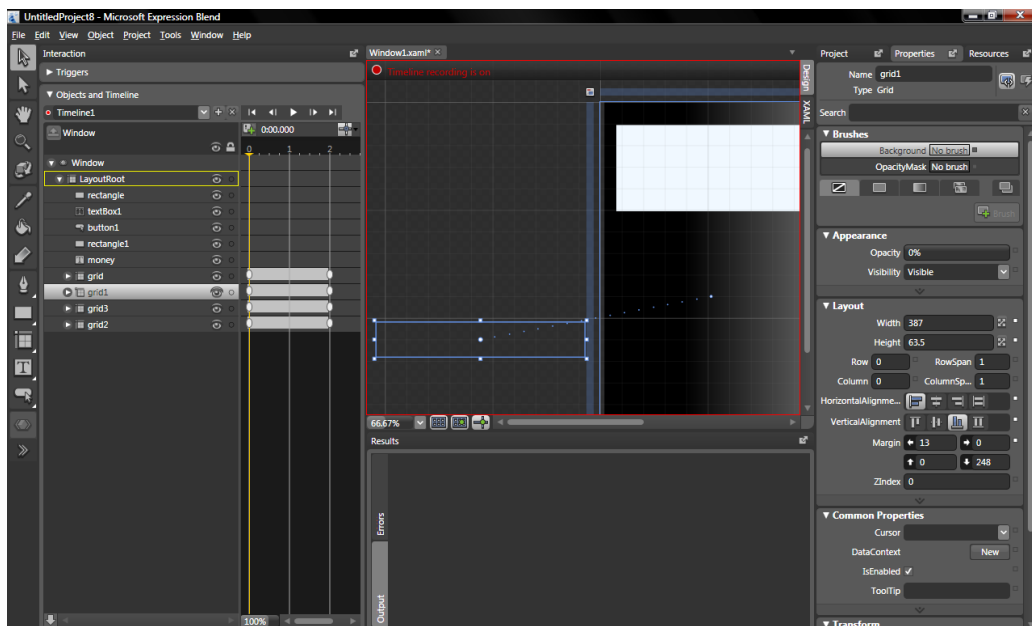 UntitledProject8 - Microsoft Expression Blend
File Edit View Object Project Tools Window Help
Interaction
Triggers
Objects and Timeline
Timeline1
Window
0:00.000
0 1 2
Window
LayoutRoot
rectangle
textBox1
button1
rectangle1
money
grid
grid1
grid3
grid2
100%
Window1.xaml*
Timeline recording is on
Design
XAML
66.67%
Results
Errors
Output
Project Properties Resources
Name grid1
Type Grid
Search
Brushes
Background No brush
OpacityMask No brush
Brush
Appearance
Opacity 0%
Visibility Visible
Layout
Width 387
Height 63.5
Row 0 RowSpan 1
Column 0 ColumnSp... 1
HorizontalAlignme...
VerticalAlignment
Margin 13 0
0 248
ZIndex 0
Common Properties
Cursor
DataContext New
IsEnabled
ToolTip
Transform